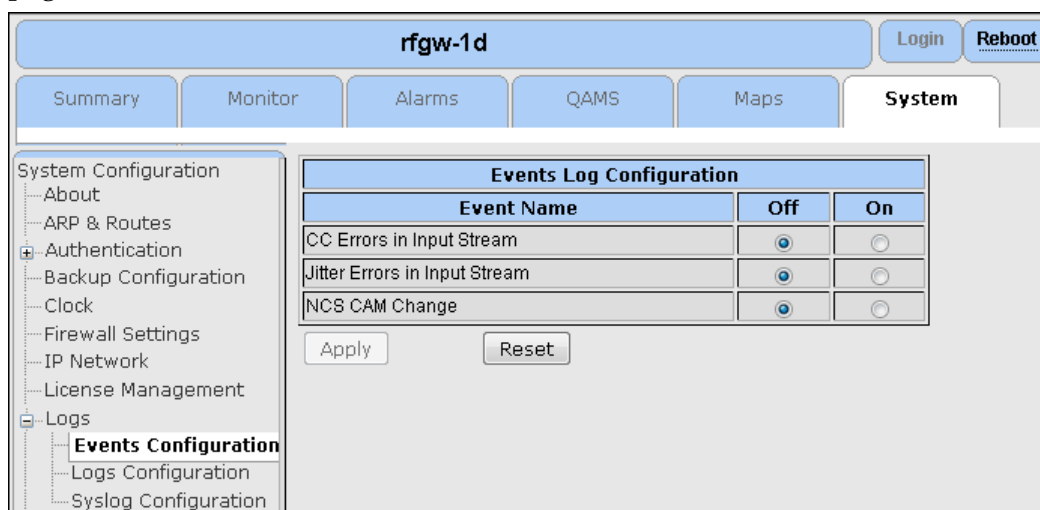 rfgw-1d
Login Reboot
Summary Monitor Alarms QAMS Maps System
System Configuration
About
ARP & Routes
Authentication
Backup Configuration
Clock
Firewall Settings
IP Network
License Management
Logs
Events Configuration
Logs Configuration
Syslog Configuration
Events Log Configuration
Event Name Off On
CC Errors in Input Stream
Jitter Errors in Input Stream
NCS CAM Change
Apply Reset